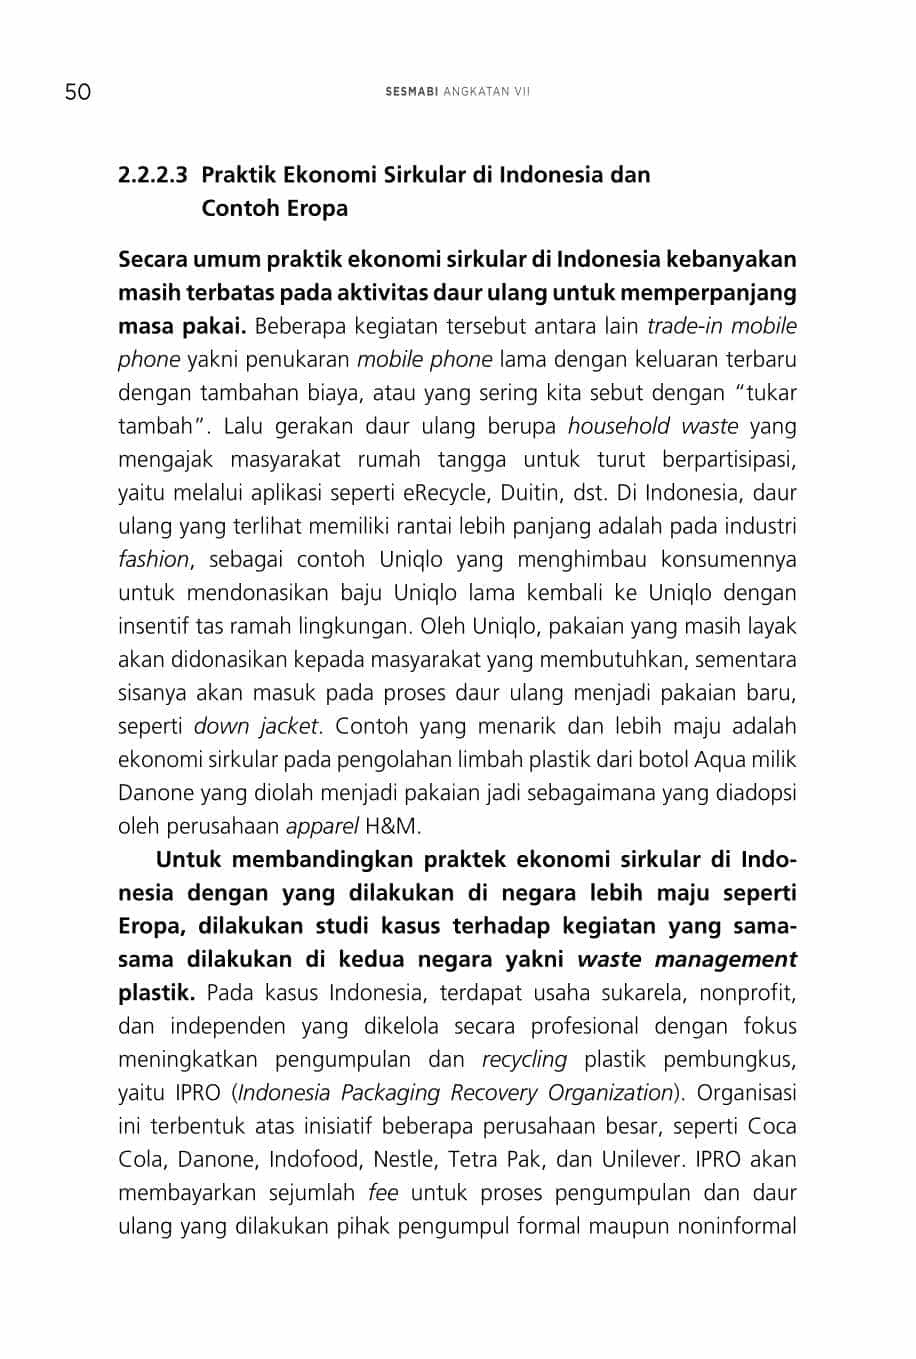 50
SESMABI ANGKATAN VII
2.2.2.3 Praktik Ekonomi Sirkular di Indonesia dan
Contoh Eropa
Secara umum praktik ekonomi sirkular di Indonesia kebanyakan
masih terbatas pada aktivitas daur ulang untuk memperpanjang
masa pakai. Beberapa kegiatan tersebut antara lain trade-in mobile
phone yakni penukaran mobile phone lama dengan keluaran terbaru
dengan tambahan biaya, atau yang sering kita sebut dengan “tukar
tambah”. Lalu gerakan daur ulang berupa household waste yang
mengajak masyarakat rumah tangga untuk turut berpartisipasi,
yaitu melalui aplikasi seperti eRecycle, Duitin, dst. Di Indonesia, daur
ulang yang terlihat memiliki rantai lebih panjang adalah pada industri
fashion, sebagai contoh Uniqlo yang menghimbau konsumennya
untuk mendonasikan baju Uniqlo lama kembali ke Uniqlo dengan
insentif tas ramah lingkungan. Oleh Uniqlo, pakaian yang masih layak
akan didonasikan kepada masyarakat yang membutuhkan, sementara
sisanya akan masuk pada proses daur ulang menjadi pakaian baru,
seperti down jacket. Contoh yang menarik dan lebih maju adalah
ekonomi sirkular pada pengolahan limbah plastik dari botol Aqua milik
Danone yang diolah menjadi pakaian jadi sebagaimana yang diadopsi
oleh perusahaan apparel H&M.
Untuk membandingkan praktek ekonomi sirkular di Indo-
nesia dengan yang dilakukan di negara lebih maju seperti
Eropa, dilakukan studi kasus terhadap kegiatan yang sama-
sama dilakukan di kedua negara yakni waste management
plastik. Pada kasus Indonesia, terdapat usaha sukarela, nonprofit,
dan independen yang dikelola secara profesional dengan fokus
meningkatkan pengumpulan dan recycling plastik pembungkus,
yaitu IPRO (Indonesia Packaging Recovery Organization). Organisasi
ini terbentuk atas inisiatif beberapa perusahaan besar, seperti Coca
Cola, Danone, Indofood, Nestle, Tetra Pak, dan Unilever. IPRO akan
membayarkan sejumlah fee untuk proses pengumpulan dan daur
ulang yang dilakukan pihak pengumpul formal maupun noninformal